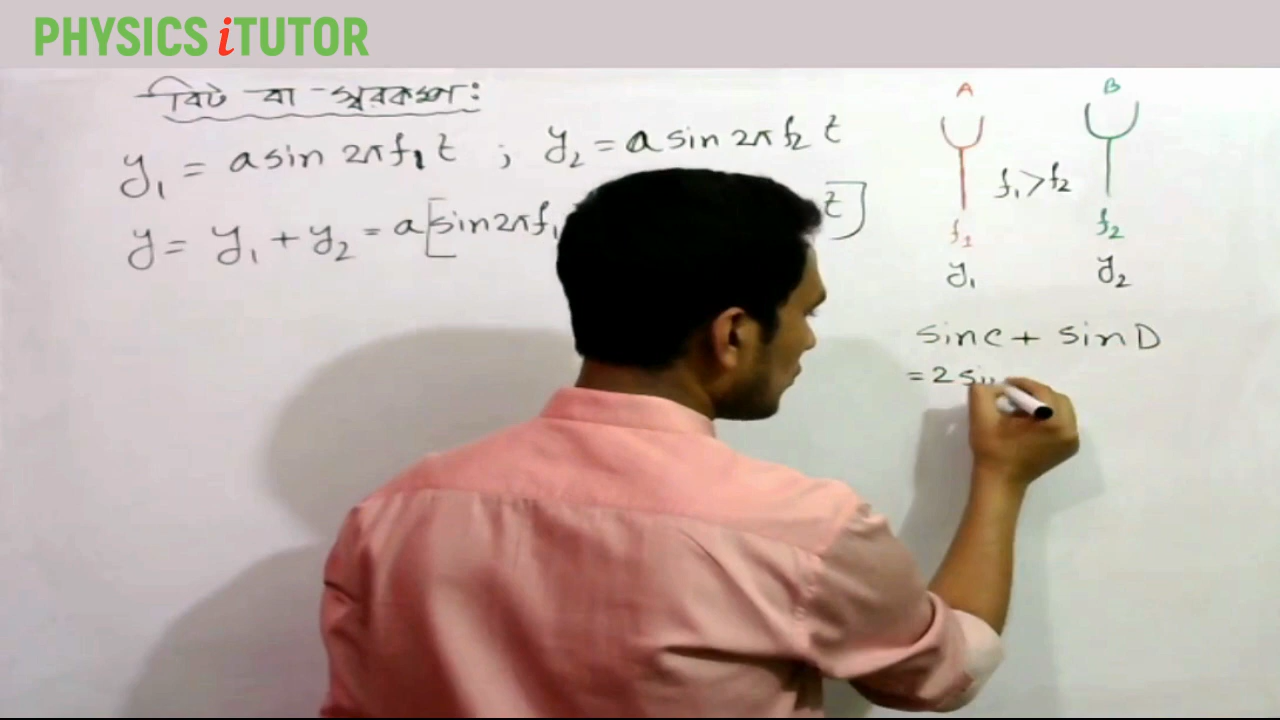 PHYSICS iTUTOR
বিট বা স্বরকম্প :
y₁ = a sin 2πf₁t ; y₂ = a sin 2πf₂t
y = y₁ + y₂ = a[sin2πf₁ t]
A B
f₁ > f₂
f₁ f₂
y₁ y₂
sinC + sinD
= 2 sin